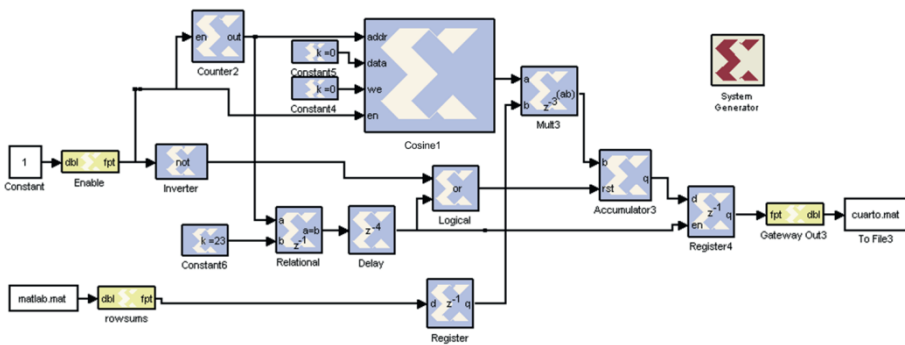 en out
Counter2
k =0
Constant5
k =0
Constant4
addr
data
we
en
Cosine1
a
b
(ab)
z-3
Mult3
System
Generator
1
Constant
dbl fpt
Enable
not
Inverter
or
Logical
b
rst
q
Accumulator3
d
en
z-1
q
Register4
fpt dbl
Gateway Out3
cuarto.mat
To File3
k =23
Constant6
a
b
a=b
z-1
Relational
z-4
Delay
matlab.mat
dbl fpt
rowsums
d z-1 q
Register